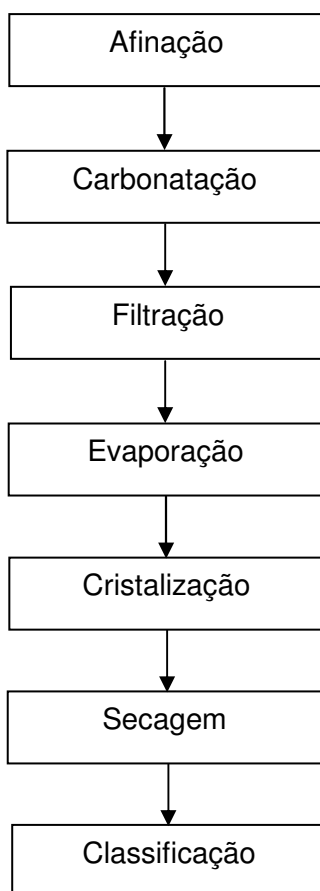 Afinação
Carbonatação
Filtração
Evaporação
Cristalização
Secagem
Classificação